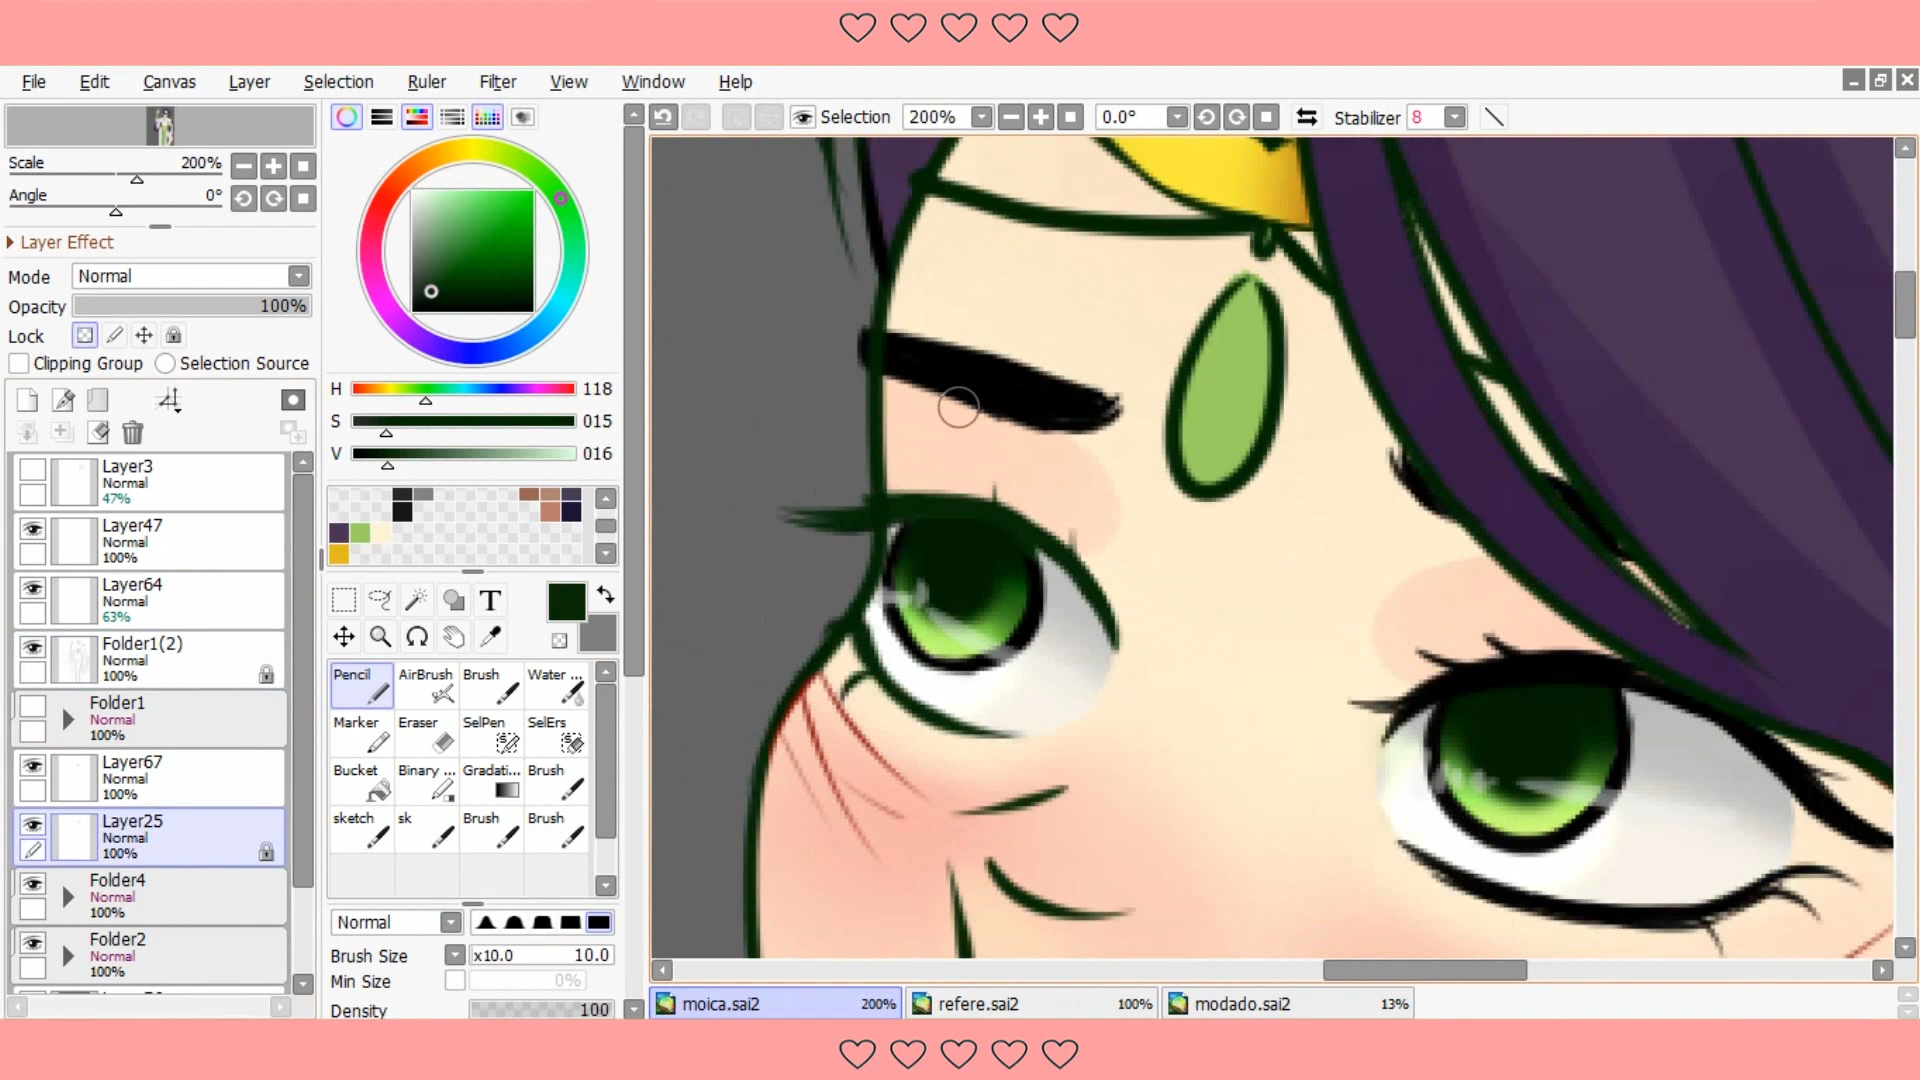 File Edit Canvas Layer Selection Ruler Filter View Window Help
Selection 200% 0.0° Stabilizer 8
Scale 200%
Angle 0°
Layer Effect
Mode Normal
Opacity 100%
Lock
Clipping Group Selection Source
Layer3
Normal
47%
Layer47
Normal
100%
Layer64
Normal
63%
Folder1(2)
Normal
100%
Folder1
Normal
100%
Layer67
Normal
100%
Layer25
Normal
100%
Folder4
Normal
100%
Folder2
Normal
100%
H 118
S 015
V 016
T
Pencil AirBrush Brush Water ...
Marker Eraser SelPen SelErs
Bucket Binary ... Gradati... Brush
sketch sk Brush Brush
Normal
Brush Size x10.0 10.0
Min Size 0%
Density 100
moica.sai2 200% refere.sai2 100% modado.sai2 13%